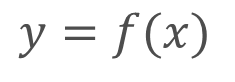 y = f(x)